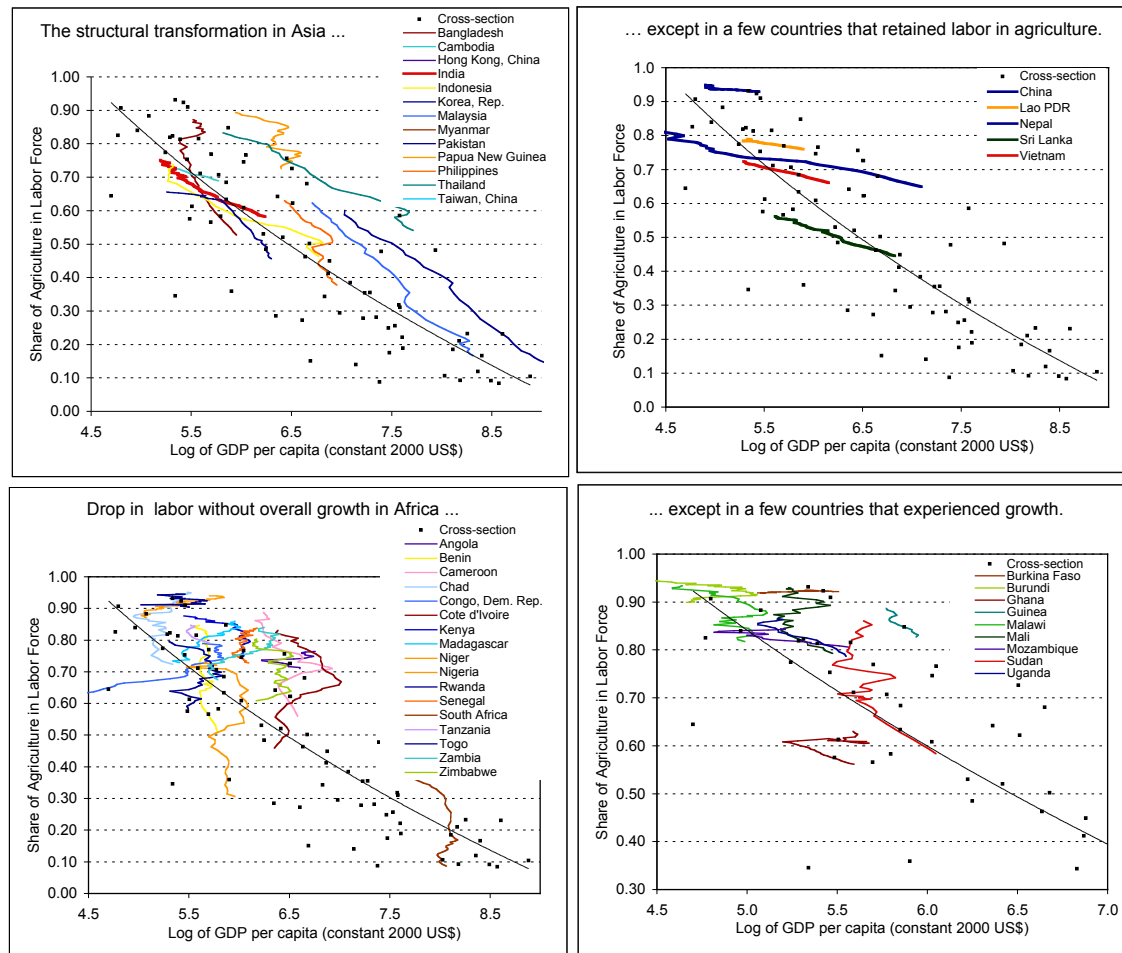 The structural transformation in Asia ...
Cross-section
Bangladesh
Cambodia
Hong Kong, China
India
Indonesia
Korea, Rep.
Malaysia
Myanmar
Pakistan
Papua New Guinea
Philippines
Thailand
Taiwan, China
Share of Agriculture in Labor Force
1.00
0.90
0.80
0.70
0.60
0.50
0.40
0.30
0.20
0.10
0.00
4.5 5.5 6.5 7.5 8.5
Log of GDP per capita (constant 2000 US$)
… except in a few countries that retained labor in agriculture.
Cross-section
China
Lao PDR
Nepal
Sri Lanka
Vietnam
Share of Agriculture in Labor Force
1.0
0.9
0.8
0.7
0.6
0.5
0.4
0.3
0.2
0.1
0.0
4.5 5.5 6.5 7.5 8.5
Log of GDP per capita (constant 2000 US$)
Drop in labor without overall growth in Africa ...
Cross-section
Angola
Benin
Cameroon
Chad
Congo, Dem. Rep.
Cote d'Ivoire
Kenya
Madagascar
Niger
Nigeria
Rwanda
Senegal
South Africa
Tanzania
Togo
Zambia
Zimbabwe
Share of Agriculture in Labor Force
1.00
0.90
0.80
0.70
0.60
0.50
0.40
0.30
0.20
0.10
0.00
4.5 5.5 6.5 7.5 8.5
Log of GDP per capita (constant 2000 US$)
... except in a few countries that experienced growth.
Cross-section
Burkina Faso
Burundi
Ghana
Guinea
Malawi
Mali
Mozambique
Sudan
Uganda
Share of Agriculture in Labor Force
1.00
0.90
0.80
0.70
0.60
0.50
0.40
0.30
4.5 5.0 5.5 6.0 6.5 7.0
Log of GDP per capita (constant 2000 US$)